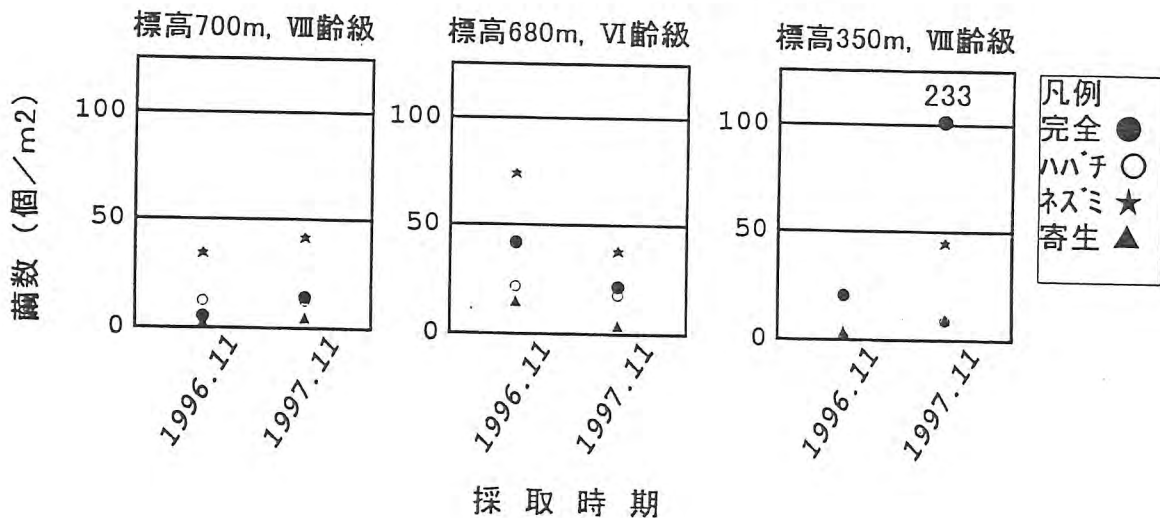 標高700m, Ⅷ齢級
標高680m, Ⅵ齢級
標高350m, Ⅷ齢級
繭数(個/m2)
100
50
0
1996.11
1997.11
100
50
0
1996.11
1997.11
233
100
50
0
1996.11
1997.11
凡例
完全 ●
ハバチ ○
ネズミ ★
寄生 ▲
採取時期